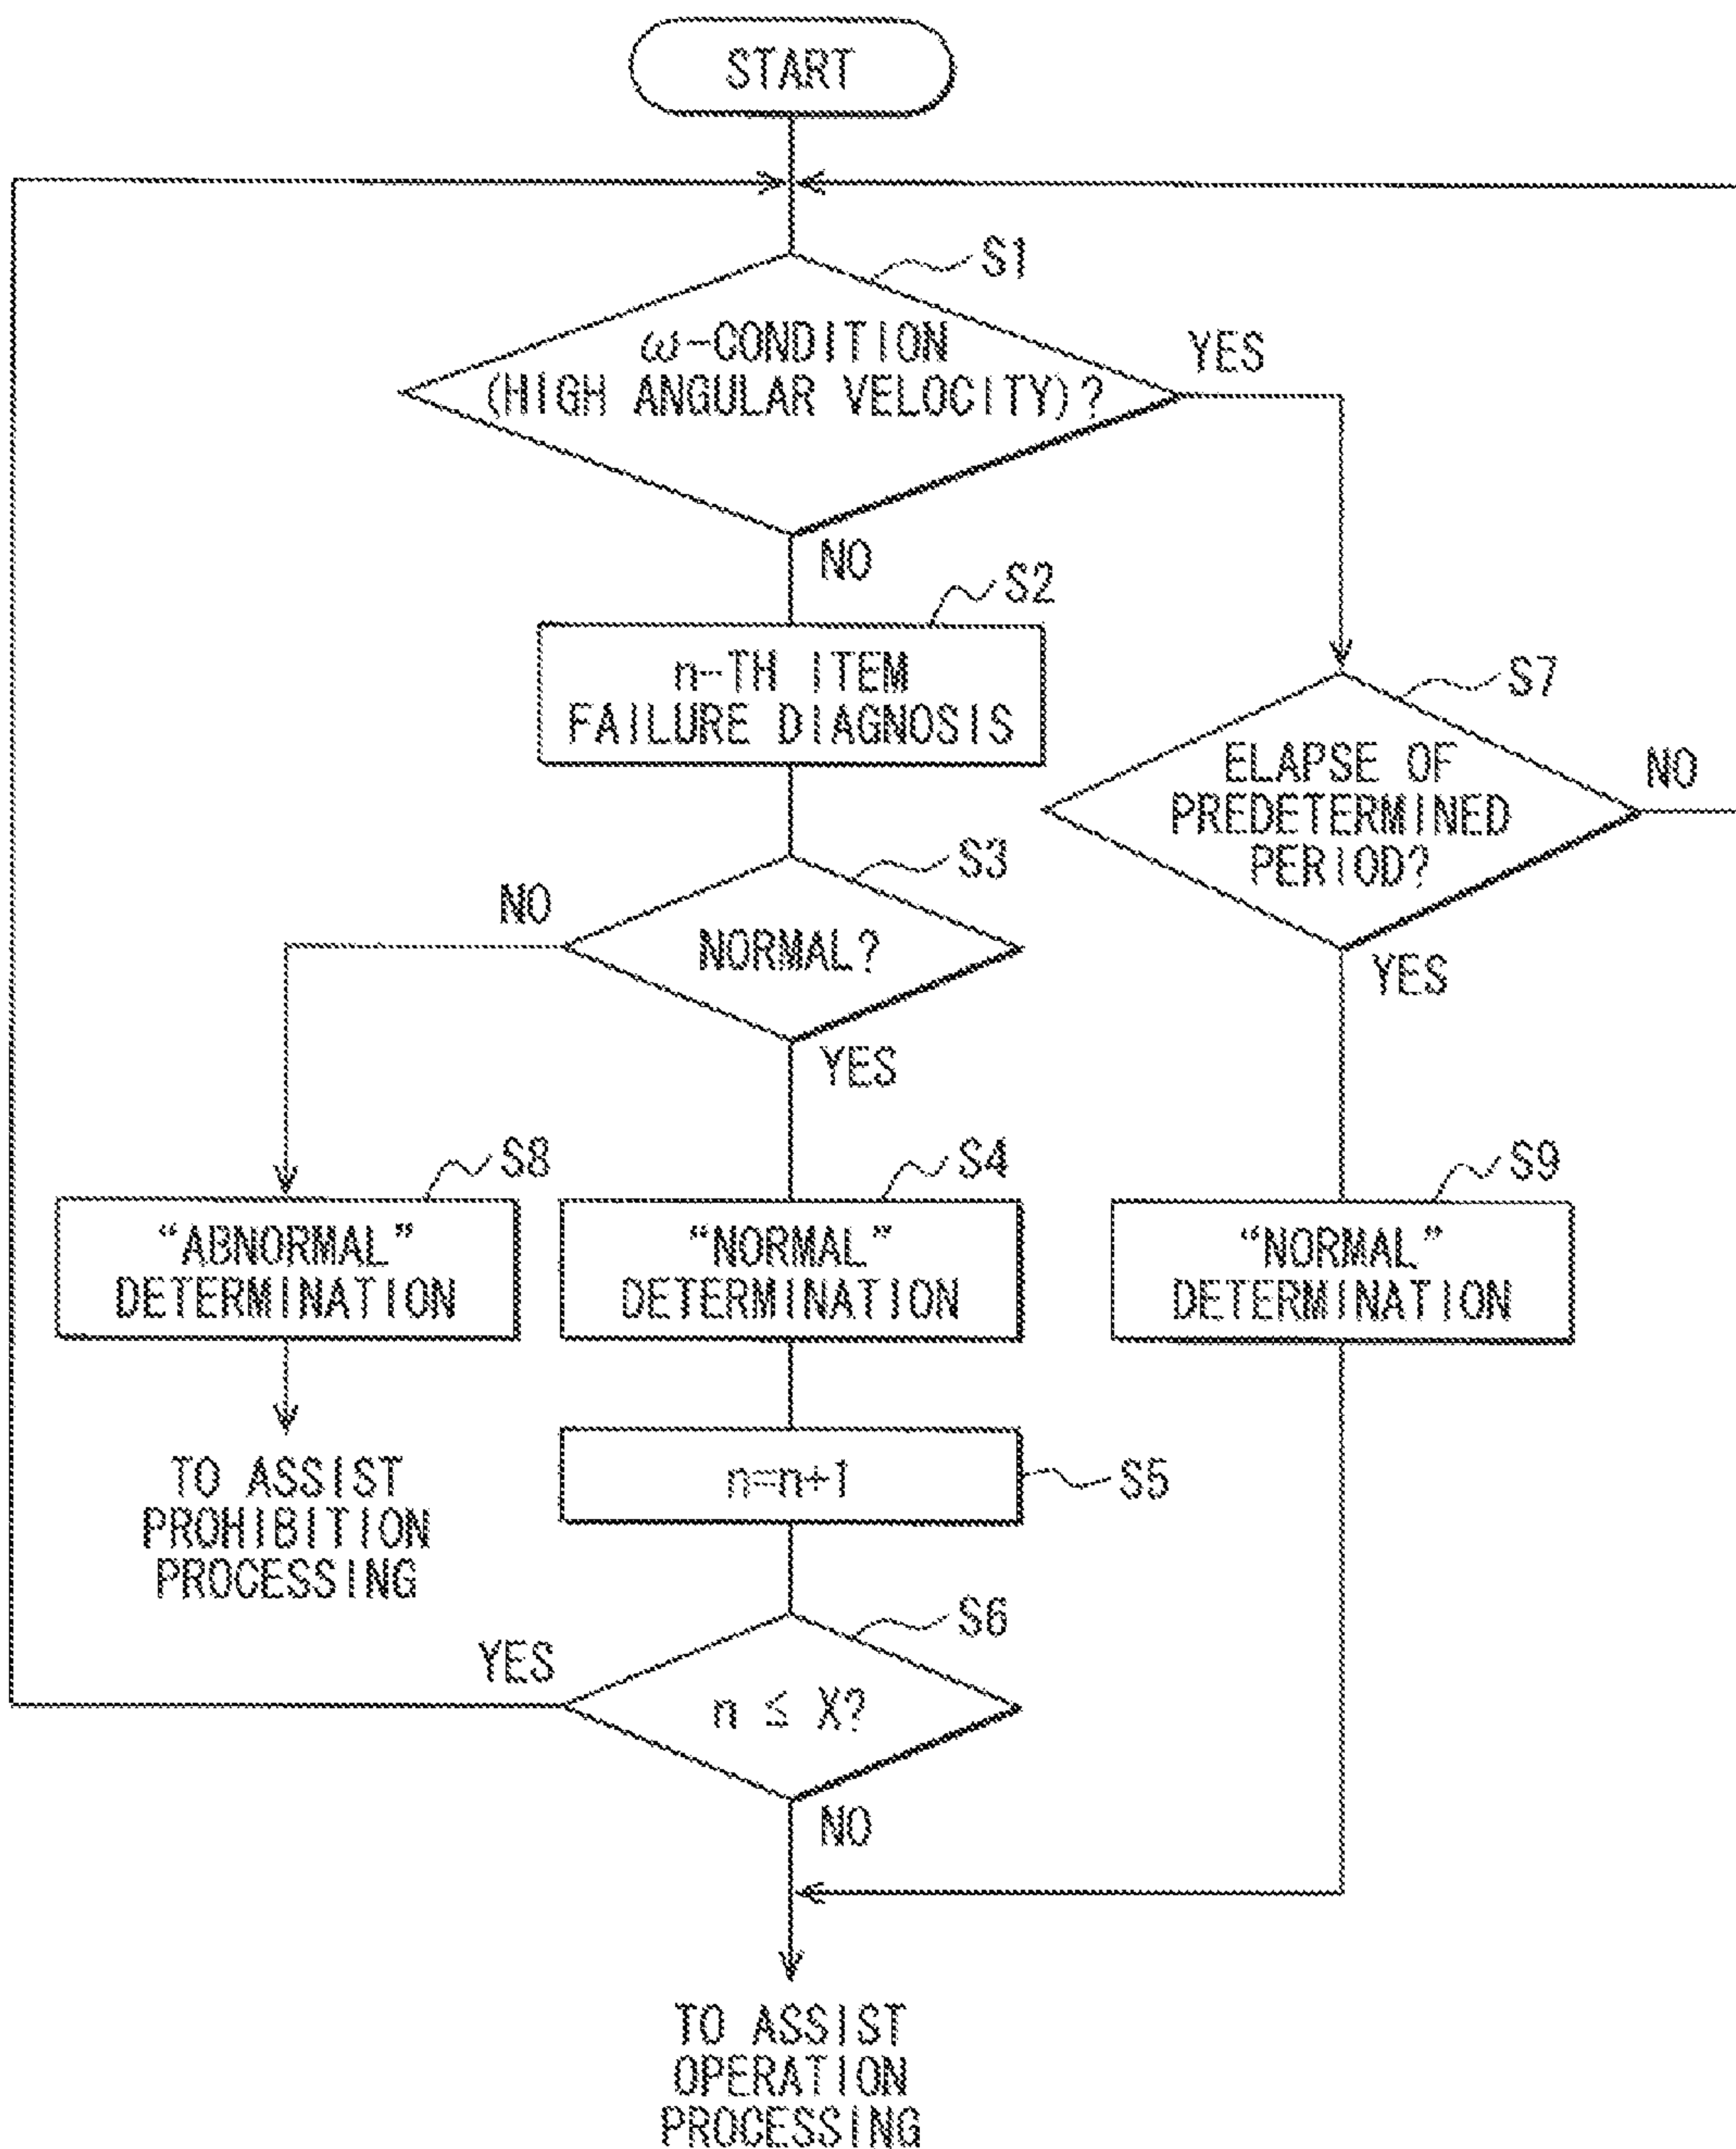 START
S1
ω-CONDITION
(HIGH ANGULAR VELOCITY)?
YES
NO
S2
n-TH ITEM
FAILURE DIAGNOSIS
S7
ELAPSE OF
PREDETERMINED
PERIOD?
NO
YES
S3
NO
NORMAL?
YES
S8
"ABNORMAL"
DETERMINATION
S4
"NORMAL"
DETERMINATION
S9
"NORMAL"
DETERMINATION
TO ASSIST
PROHIBITION
PROCESSING
n=n+1
S5
S6
YES
n ≤ X?
NO
TO ASSIST
OPERATION
PROCESSING